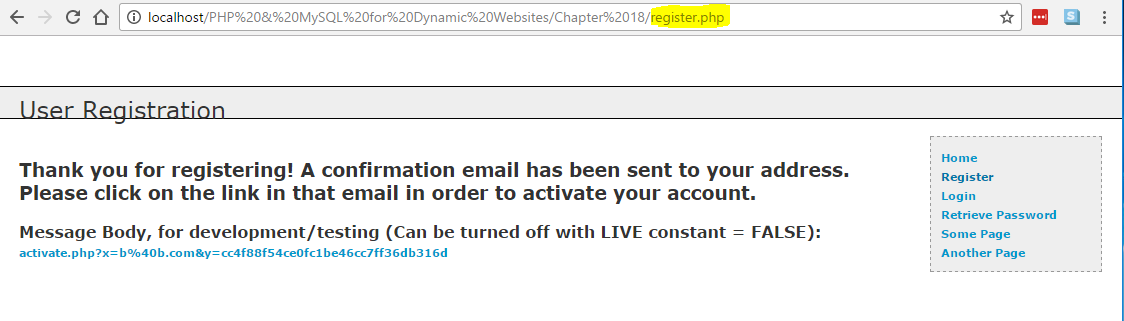 localhost/PHP%20&%20MySQL%20for%20Dynamic%20Websites/Chapter%2018/register.php
User Registration
Thank you for registering! A confirmation email has been sent to your address.
Please click on the link in that email in order to activate your account.
Message Body, for development/testing (Can be turned off with LIVE constant = FALSE):
activate.php?x=b%40b.com&y=cc4f88f54ce0fc1be46cc7ff36db316d
Home
Register
Login
Retrieve Password
Some Page
Another Page